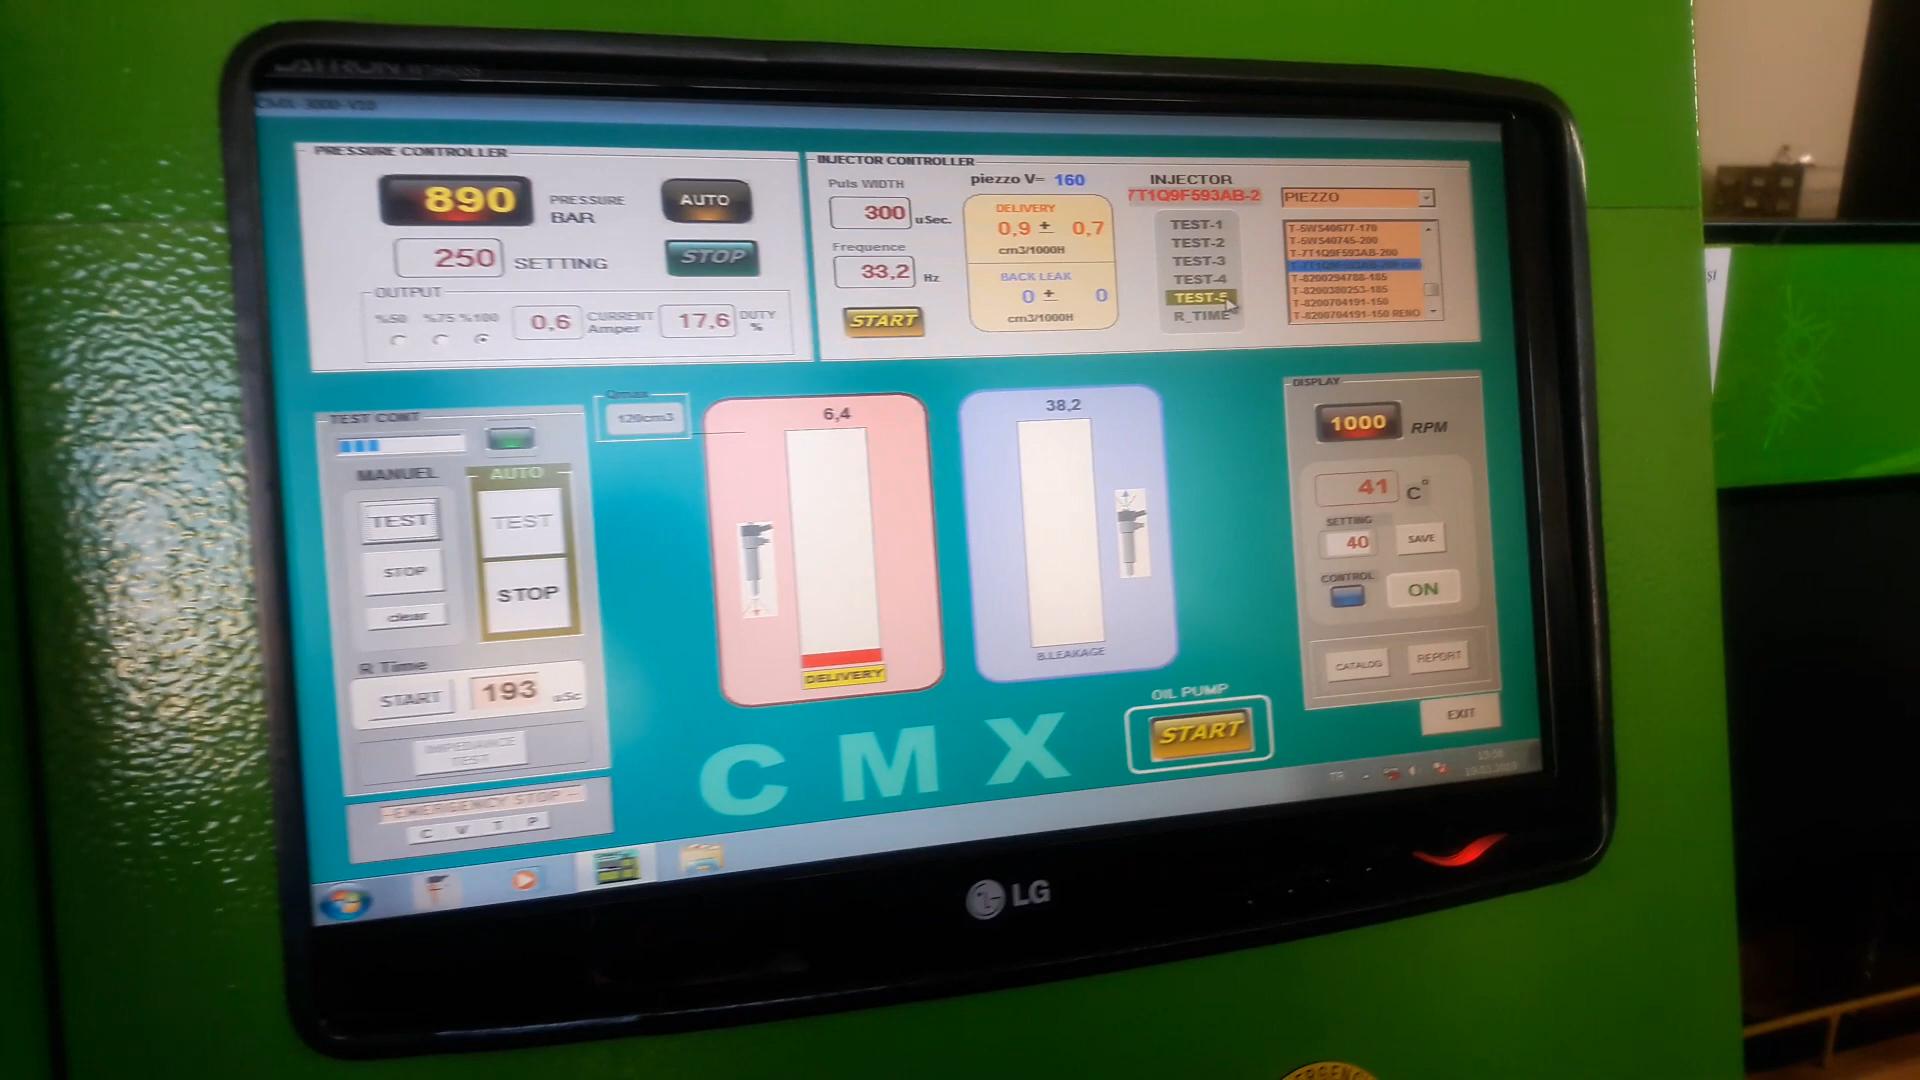 CMX-3000-V10
PRESSURE CONTROLLER
890
PRESSURE
BAR
AUTO
250
SETTING
STOP
OUTPUT
%50 %75 %100
0,6
CURRENT
Amper
17,6
DUTY
%
INJECTOR CONTROLLER
Puls WIDTH
300 uSec.
Frequence
33,2 Hz
START
piezzo V= 160
DELIVERY
0,9 ± 0,7
cm3/1000H
BACK LEAK
0 ± 0
cm3/1000H
INJECTOR
7T1Q9F593AB-2
TEST-1
TEST-2
TEST-3
TEST-4
TEST-5
R_TIME
PIEZZO
T-5WS40677-170
T-5WS40745-200
T-7T1Q9F593AB-200
T-8200294788-185
T-8200380253-185
T-8200704191-150
T-8200704191-150 RENO
TEST CONT
MANUEL
TEST
STOP
clear
AUTO
TEST
STOP
R Time
START
193 uSc
IMPEDANCE
TEST
-EMERGENCY STOP-
C V T P
Qmax
120cm3
6,4
DELIVERY
38,2
B.LEAKAGE
DISPLAY
1000 RPM
41 C°
SETTING
40
SAVE
CONTROL
ON
CATALOG
REPORT
EXIT
OIL PUMP
START
CMX
TR
LG